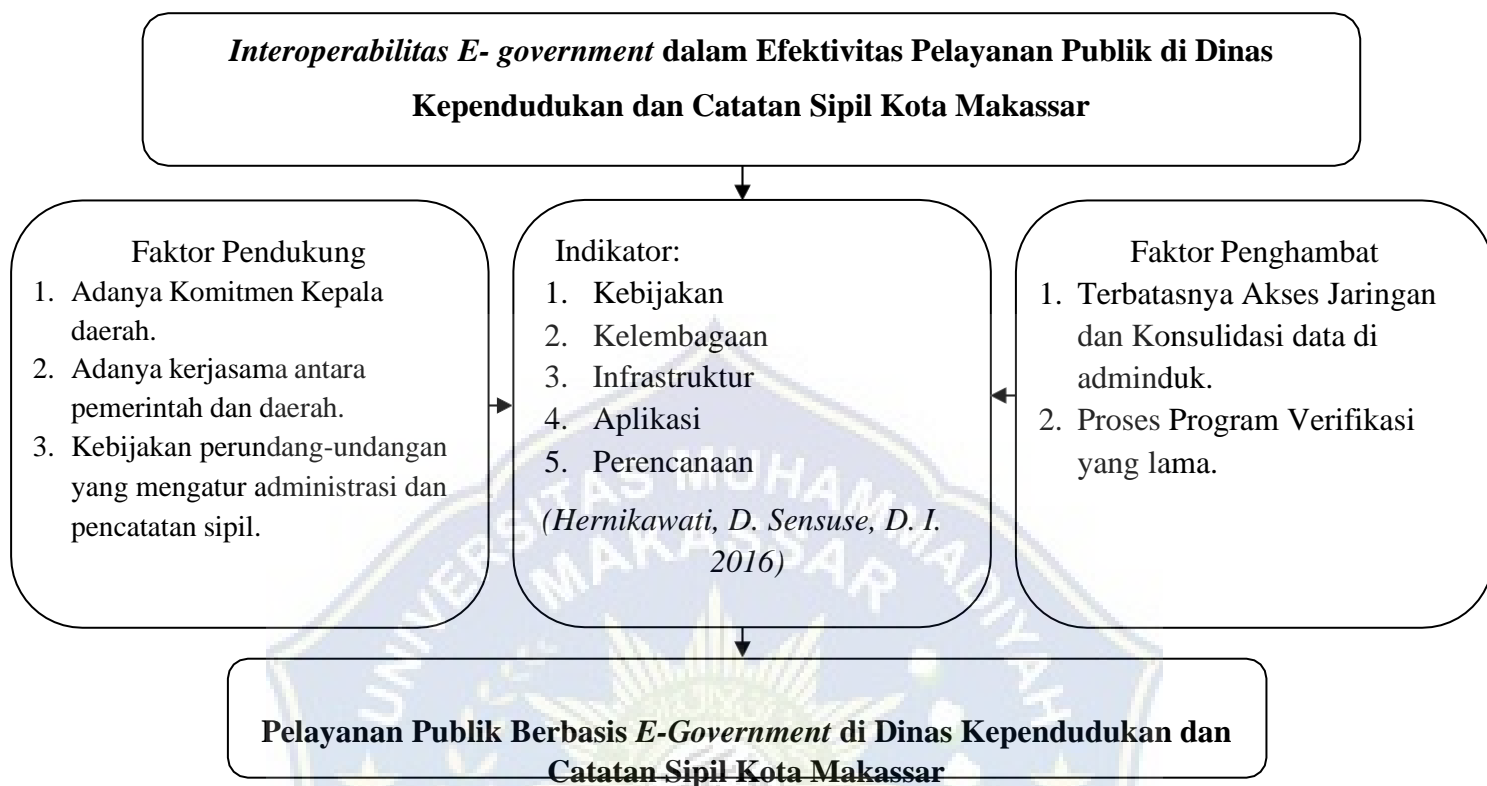 Interoperabilitas E- government dalam Efektivitas Pelayanan Publik di Dinas
Kependudukan dan Catatan Sipil Kota Makassar
Faktor Pendukung
1. Adanya Komitmen Kepala
daerah.
2. Adanya kerjasama antara
pemerintah dan daerah.
3. Kebijakan perundang-undangan
yang mengatur administrasi dan
pencatatan sipil.
Indikator:
1. Kebijakan
2. Kelembagaan
3. Infrastruktur
4. Aplikasi
5. Perencanaan
(Hernikawati, D. Sensuse, D. I.
2016)
Faktor Penghambat
1. Terbatasnya Akses Jaringan
dan Konsulidasi data di
adminduk.
2. Proses Program Verifikasi
yang lama.
UNIVERSITAS MUHAMMADIYAH
MAKASSAR
Pelayanan Publik Berbasis E-Government di Dinas Kependudukan dan
Catatan Sipil Kota Makassar